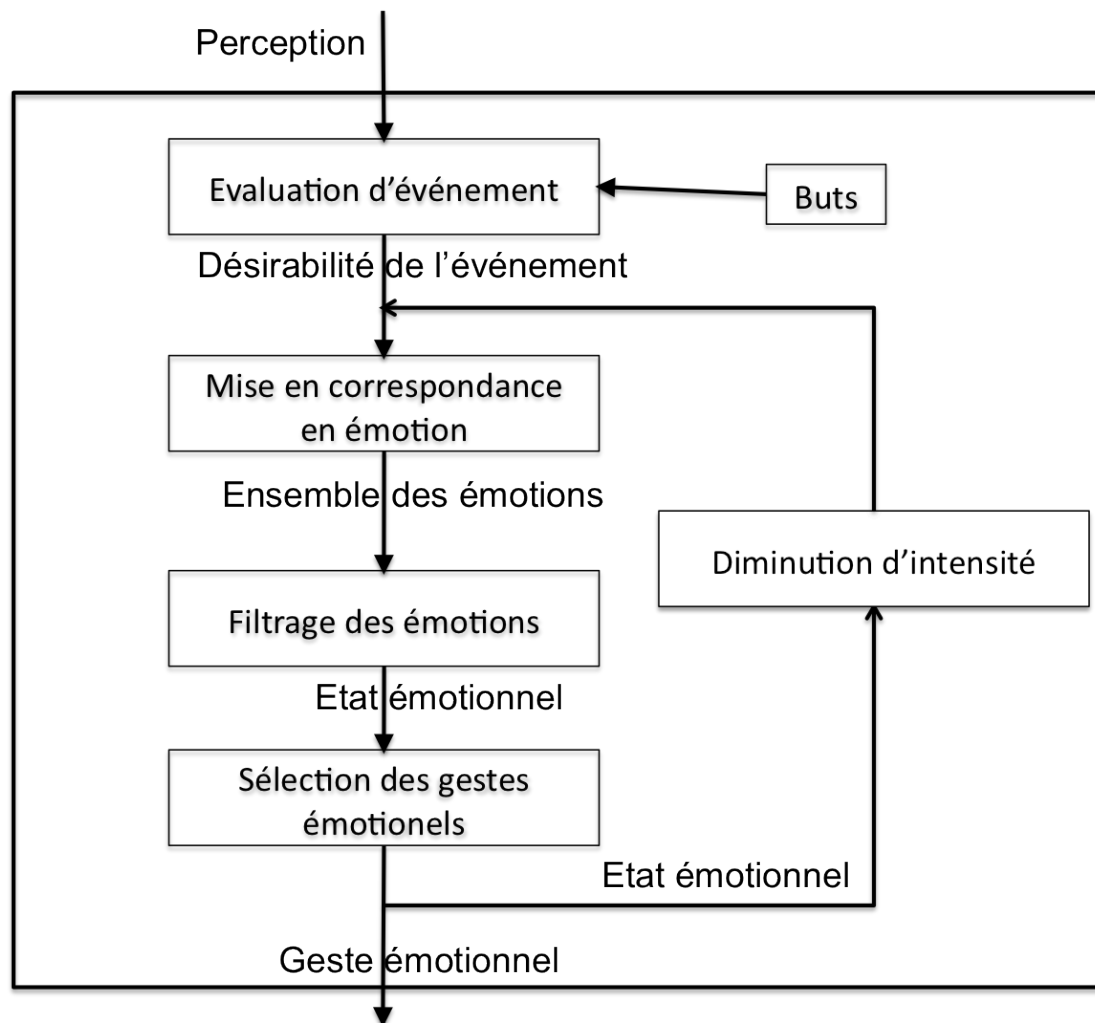 Perception
Evaluation d’événement
Buts
Désirabilité de l’événement
Mise en correspondance
en émotion
Ensemble des émotions
Diminution d’intensité
Filtrage des émotions
Etat émotionnel
Sélection des gestes
émotionels
Etat émotionnel
Geste émotionnel